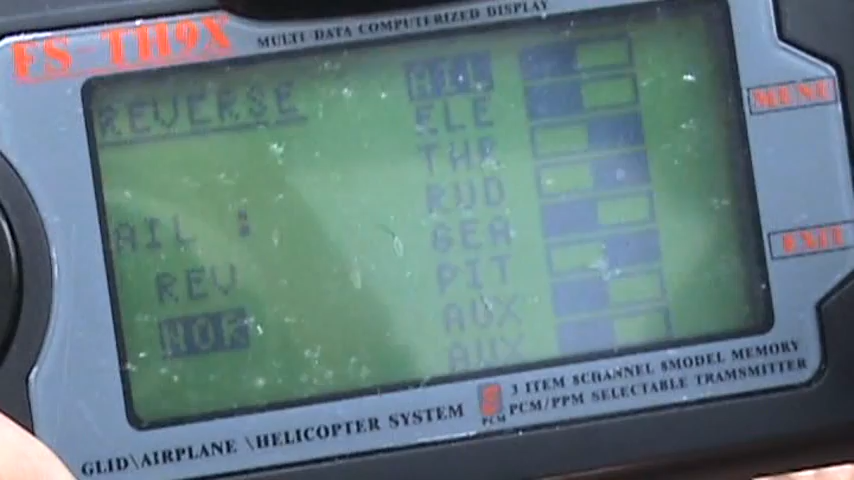 FS-TH9X MULTI DATA COMPUTERIZED DISPLAY
REVERSE
AIL :
REV
NOR
AIL
ELE
THR
RUD
GEA
PIT
AUX
AUX
MENU
EXIT
GLID\AIRPLANE \HELICOPTER SYSTEM
PCM
3 ITEM 8CHANNEL 8MODEL MEMORY
PCM/PPM SELECTABLE TRAMSMITTER